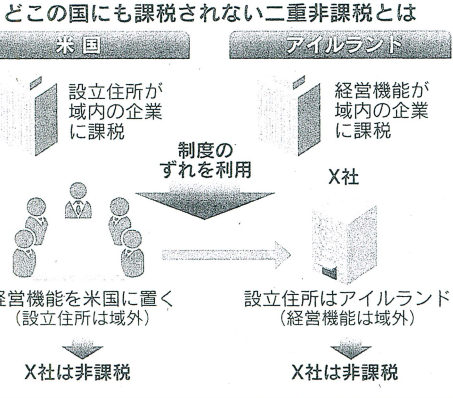 どこの国にも課税されない二重非課税とは
米国
アイルランド
設立住所が
域内の企業
に課税
経営機能が
域内の企業
に課税
制度の
ずれを利用
X社
経営機能を米国に置く
(設立住所は域外)
設立住所はアイルランド
(経営機能は域外)
X社は非課税
X社は非課税